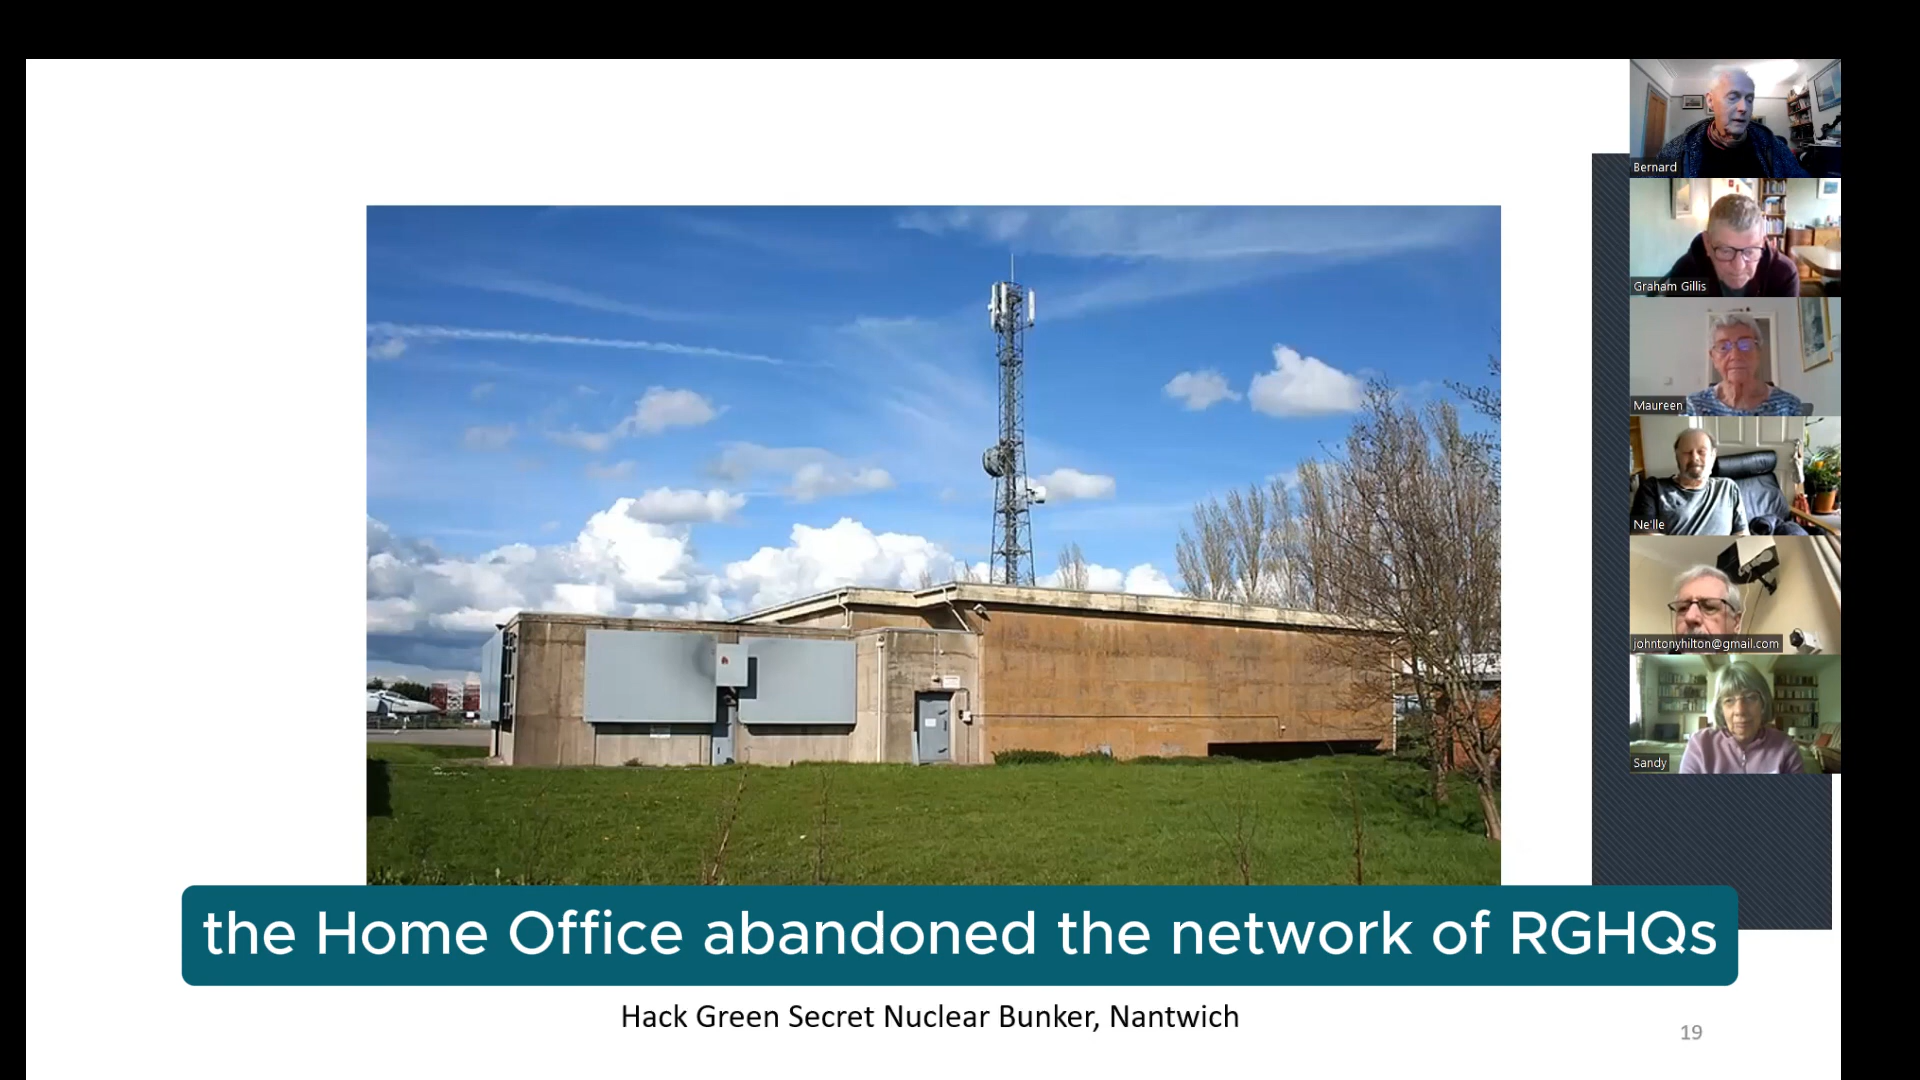 Bernard
Graham Gillis
Maureen
Ne'lle
johntonyhilton@gmail.com
Sandy
the Home Office abandoned the network of RGHQs
Hack Green Secret Nuclear Bunker, Nantwich
19